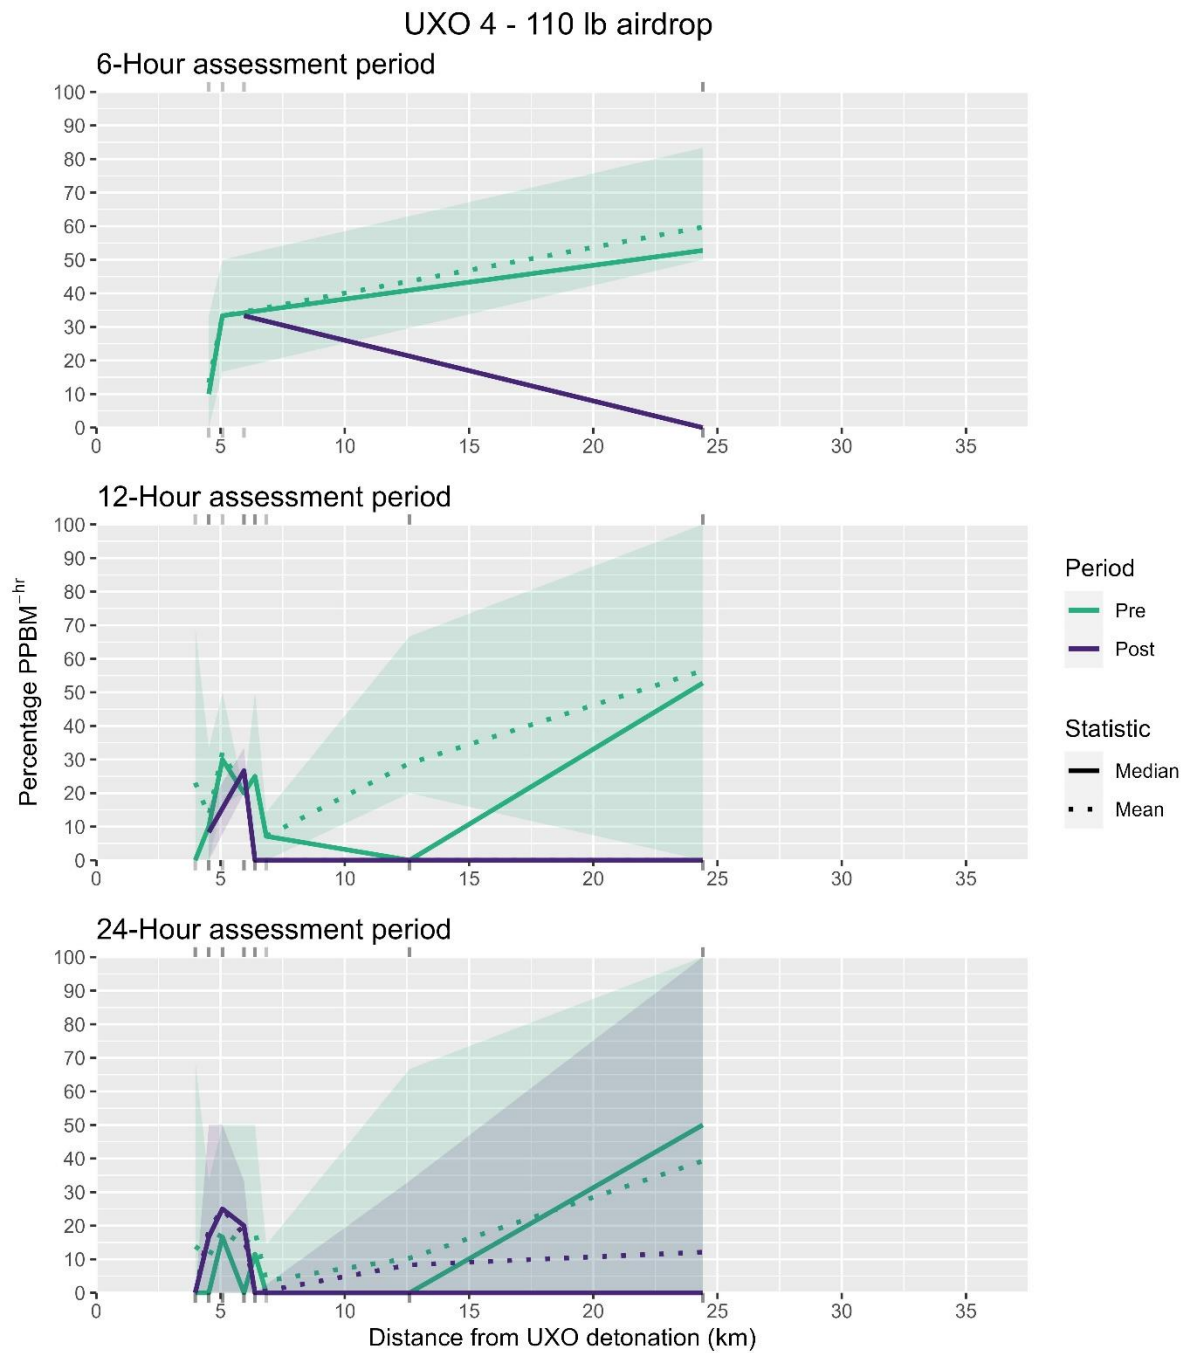 UXO 4 - 110 lb airdrop
6-Hour assessment period
100
90
80
70
60
50
40
30
20
10
0
0 5 10 15 20 25 30 35
12-Hour assessment period
100
90
80
70
60
50
40
30
20
10
0
0 5 10 15 20 25 30 35
Percentage PPBM⁻ʰʳ
Period
Pre
Post
Statistic
Median
Mean
24-Hour assessment period
100
90
80
70
60
50
40
30
20
10
0
0 5 10 15 20 25 30 35
Distance from UXO detonation (km)